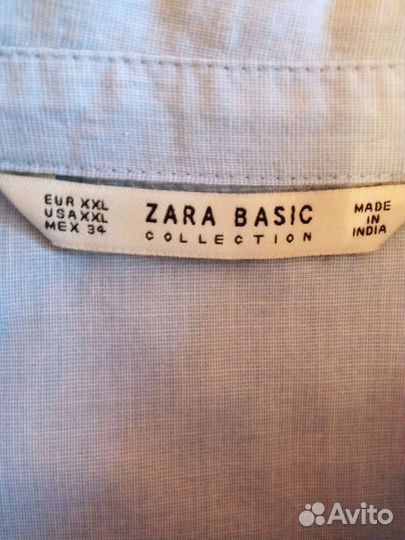 EUR XXL
USA XXL
MEX 34
ZARA BASIC
COLLECTION
MADE
IN
INDIA
Avito